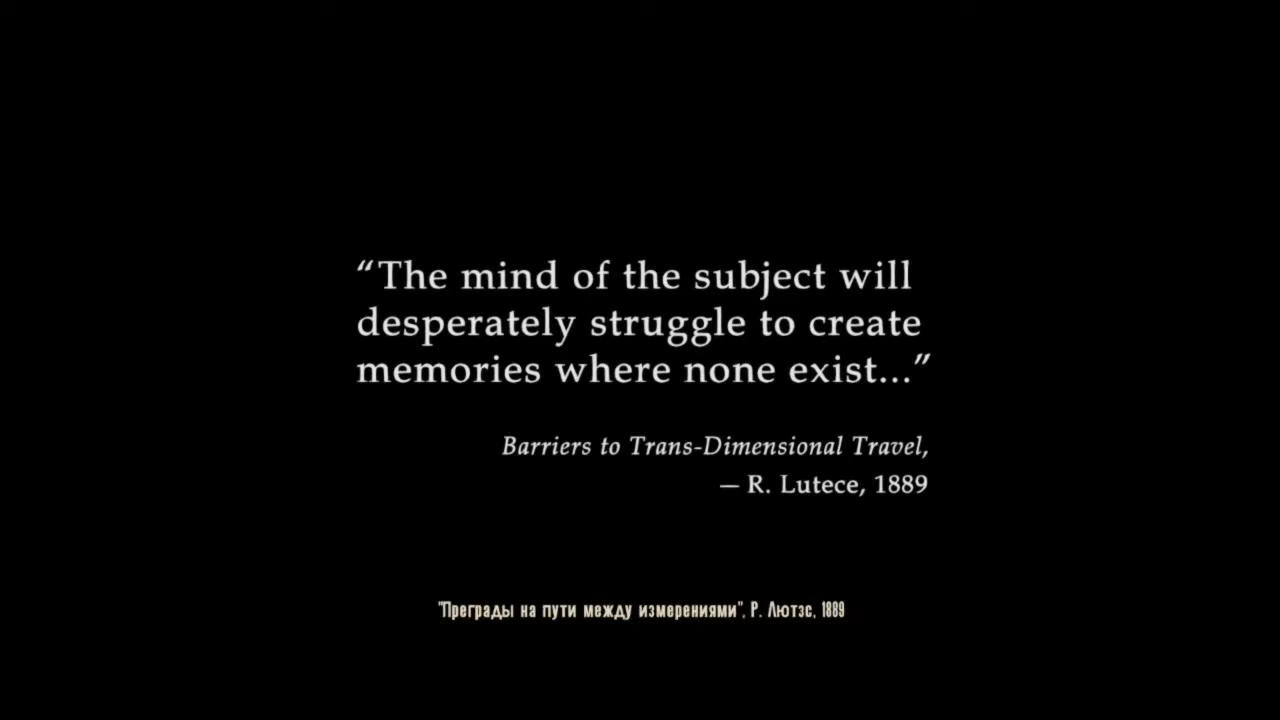 “The mind of the subject will
desperately struggle to create
memories where none exist...”
Barriers to Trans-Dimensional Travel,
— R. Lutece, 1889
"Преграды на пути между измерениями", Р. Лютэс, 1889